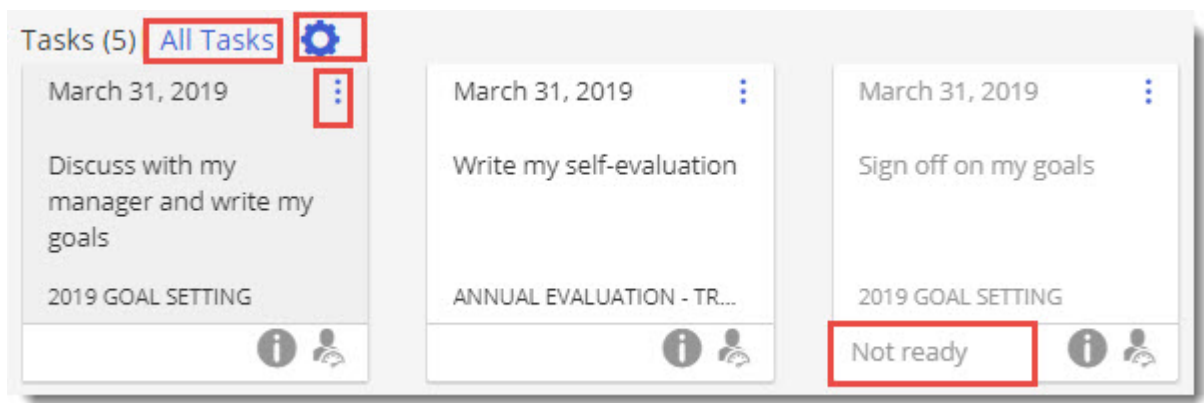 Tasks (5) All Tasks
March 31, 2019
Discuss with my
manager and write my
goals
2019 GOAL SETTING
March 31, 2019
Write my self-evaluation
ANNUAL EVALUATION - TR...
March 31, 2019
Sign off on my goals
2019 GOAL SETTING
Not ready